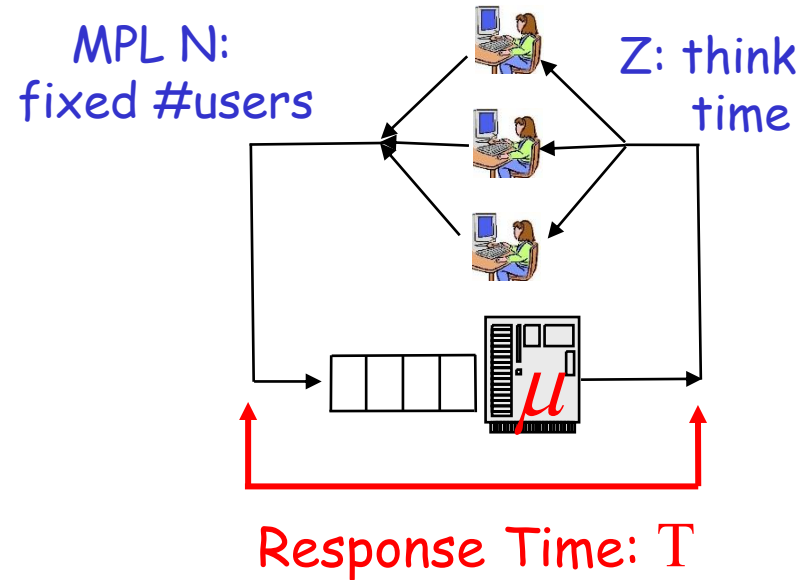 MPL N:
fixed #users
Z: think
time
μ
Response Time: T